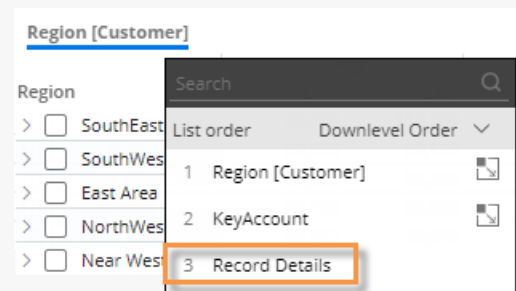 Region [Customer]
Region
SouthEast
SouthWes
East Area
NorthWes
Near West
Search
List order Downlevel Order
1 Region [Customer]
2 KeyAccount
3 Record Details